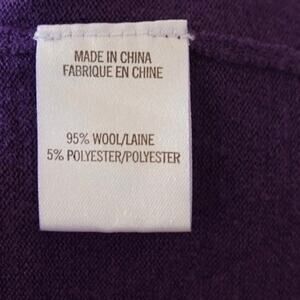 MADE IN CHINA
FABRIQUE EN CHINE
95% WOOL/LAINE
5% POLYESTER/POLYESTER